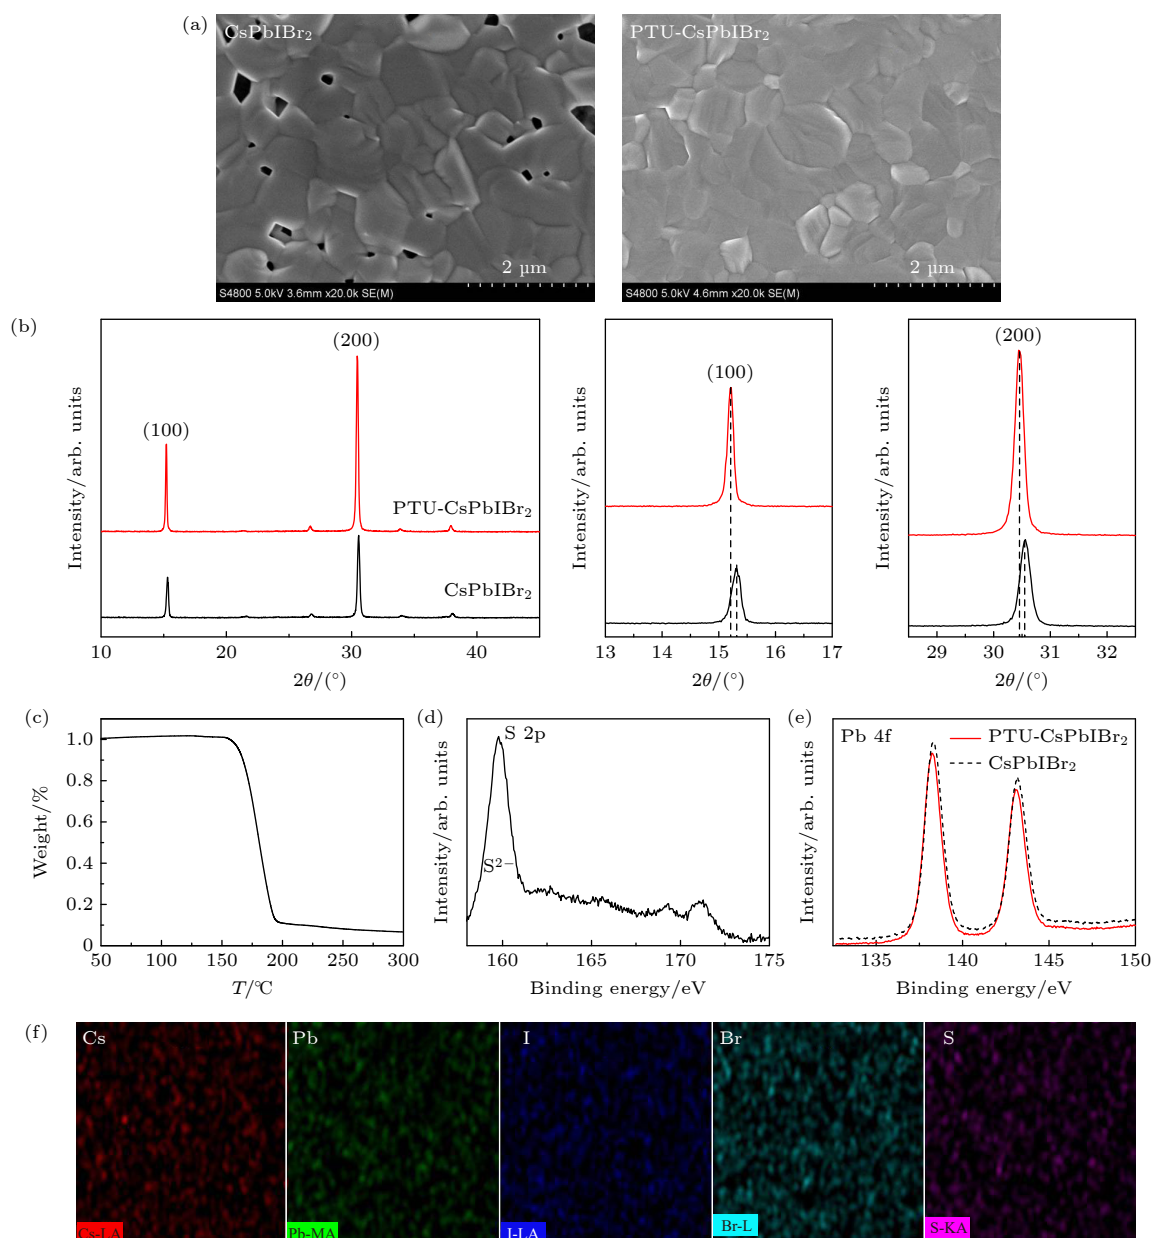 (a)
CsPbIBr₂
PTU-CsPbIBr₂
2 μm
2 μm
S4800 5.0kV 3.6mm x20.0k SE(M)
S4800 5.0kV 4.6mm x20.0k SE(M)
(b)
(200)
(100)
PTU-CsPbIBr₂
CsPbIBr₂
Intensity/arb. units
10 20 30 40
2θ/(°)
(100)
Intensity/arb. units
13 14 15 16 17
2θ/(°)
(200)
Intensity/arb. units
29 30 31 32
2θ/(°)
(c)
1.0
0.8
0.6
0.4
0.2
0
Weight/%
50 100 150 200 250 300
T/℃
(d)
S 2p
S²⁻
Intensity/arb. units
160 165 170 175
Binding energy/eV
(e)
Pb 4f
PTU-CsPbIBr₂
CsPbIBr₂
Intensity/arb. units
135 140 145 150
Binding energy/eV
(f)
Cs Pb I Br S
Cs-LA Pb-MA I-LA Br-L S-KA